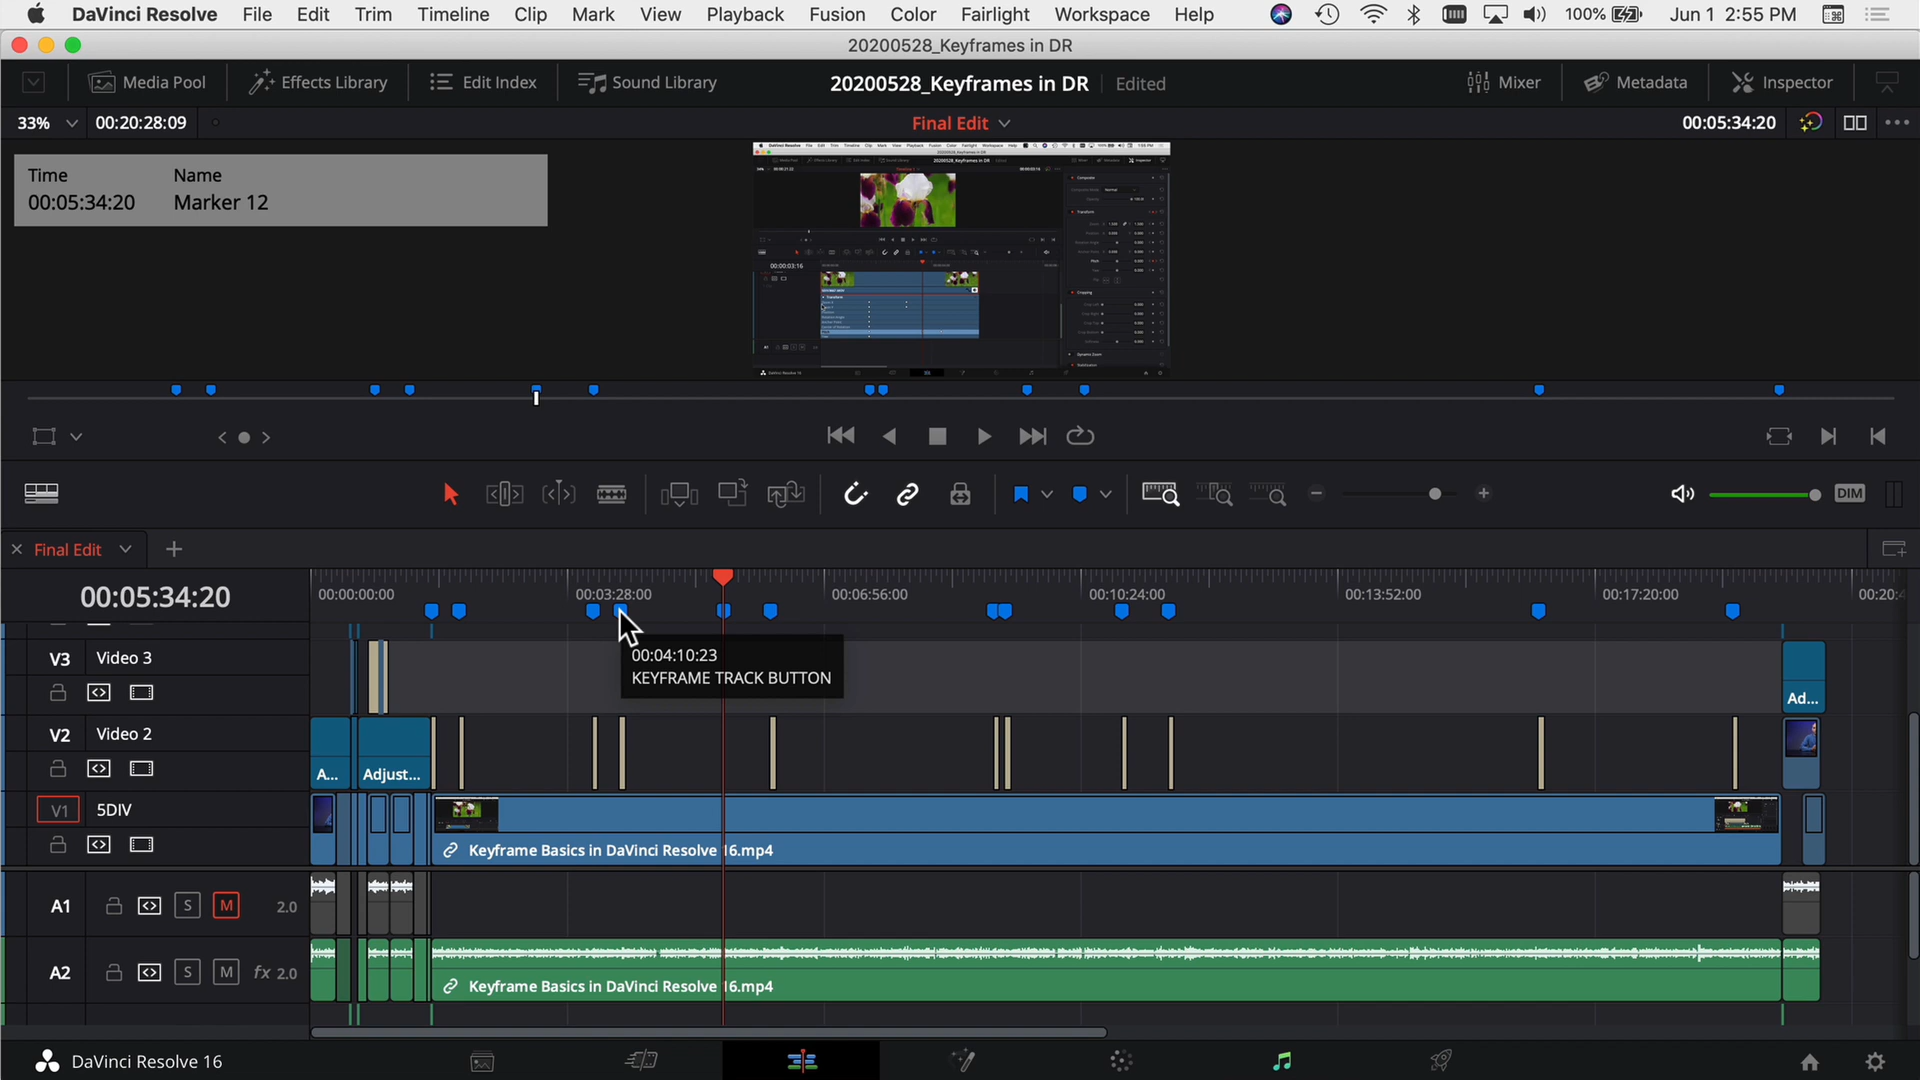 DaVinci Resolve File Edit Trim Timeline Clip Mark View Playback Fusion Color Fairlight Workspace Help 100% Jun 1 2:55 PM
20200528_Keyframes in DR
Media Pool Effects Library Edit Index Sound Library 20200528_Keyframes in DR Edited Mixer Metadata Inspector
33% 00:20:28:09 Final Edit 00:05:34:20
Time Name
00:05:34:20 Marker 12
DIM
Final Edit
00:05:34:20 00:00:00:00 00:03:28:00 00:06:56:00 00:10:24:00 00:13:52:00 00:17:20:00 00:20:4
V3 Video 3
00:04:10:23
KEYFRAME TRACK BUTTON
Ad...
V2 Video 2
A... Adjust...
V1 5DIV
Keyframe Basics in DaVinci Resolve 16.mp4
A1 S M 2.0
A2 S M fx 2.0
Keyframe Basics in DaVinci Resolve 16.mp4
DaVinci Resolve 16